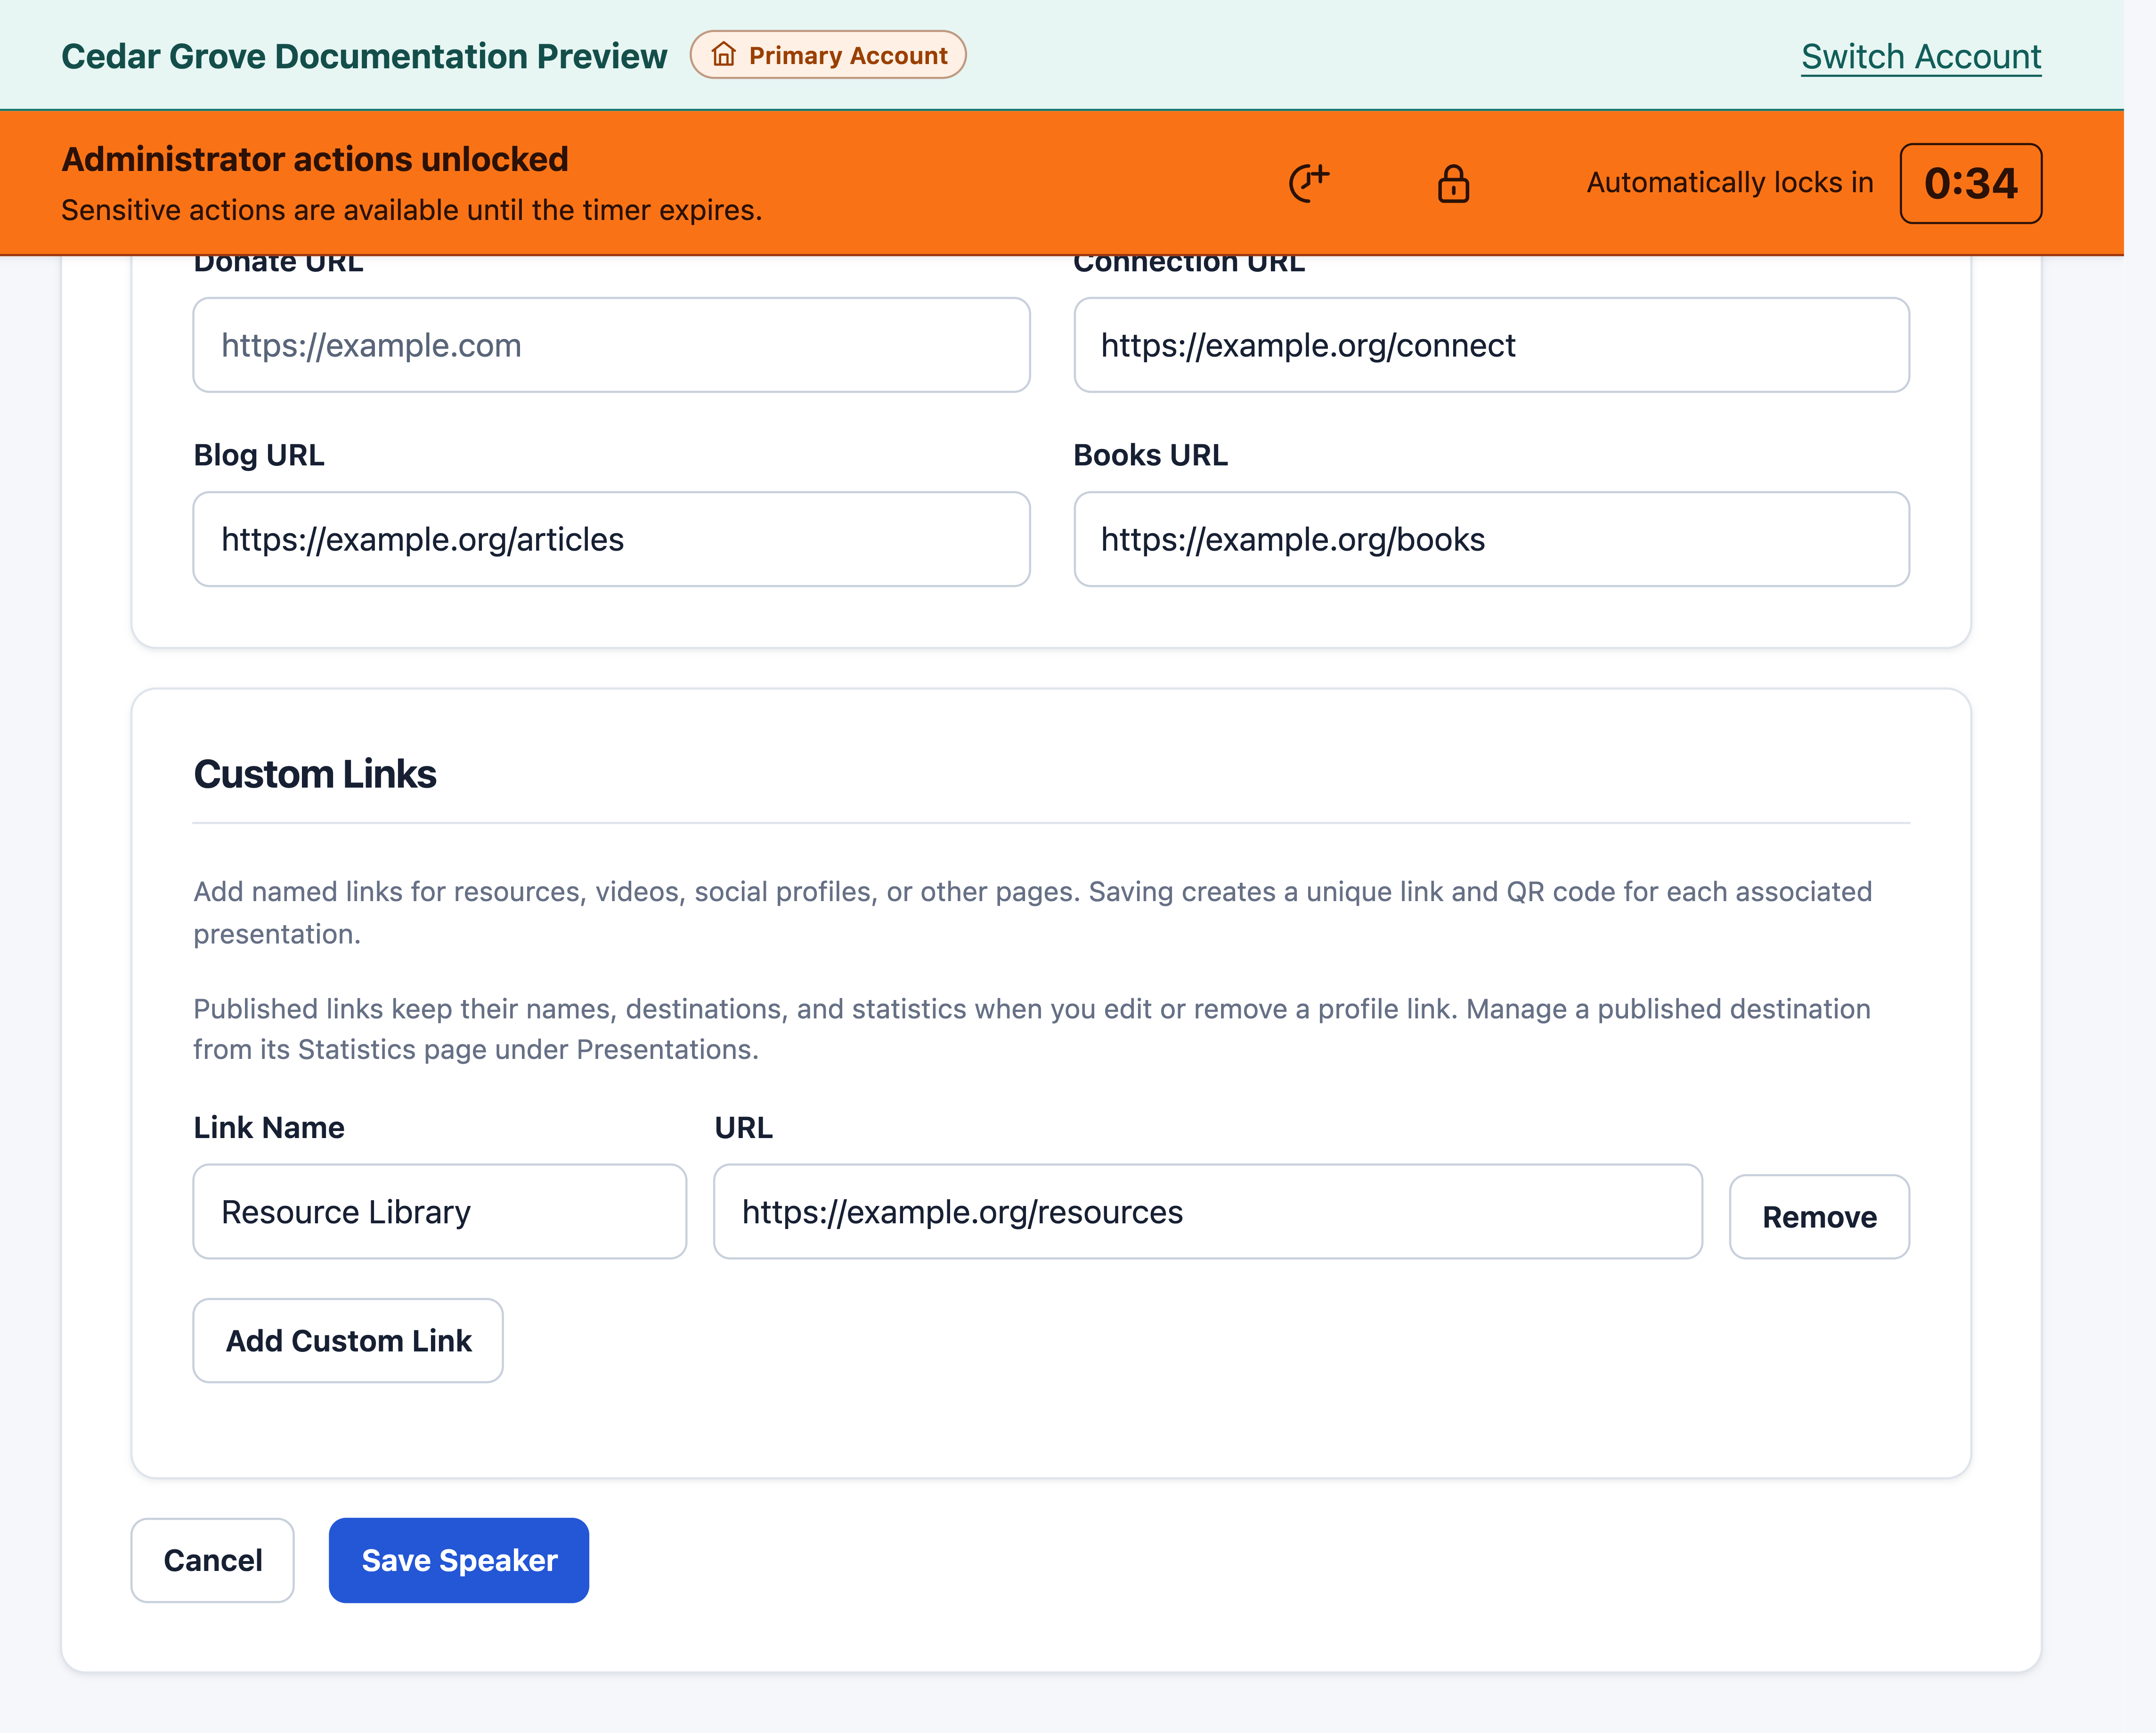 Cedar Grove Documentation Preview
Primary Account
Switch Account
Administrator actions unlocked
Sensitive actions are available until the timer expires.
Automatically locks in
0:34
Donate URL
Connection URL
https://example.com
https://example.org/connect
Blog URL
Books URL
https://example.org/articles
https://example.org/books
Custom Links
Add named links for resources, videos, social profiles, or other pages. Saving creates a unique link and QR code for each associated
presentation.
Published links keep their names, destinations, and statistics when you edit or remove a profile link. Manage a published destination
from its Statistics page under Presentations.
Link Name
URL
Resource Library
https://example.org/resources
Remove
Add Custom Link
Cancel
Save Speaker